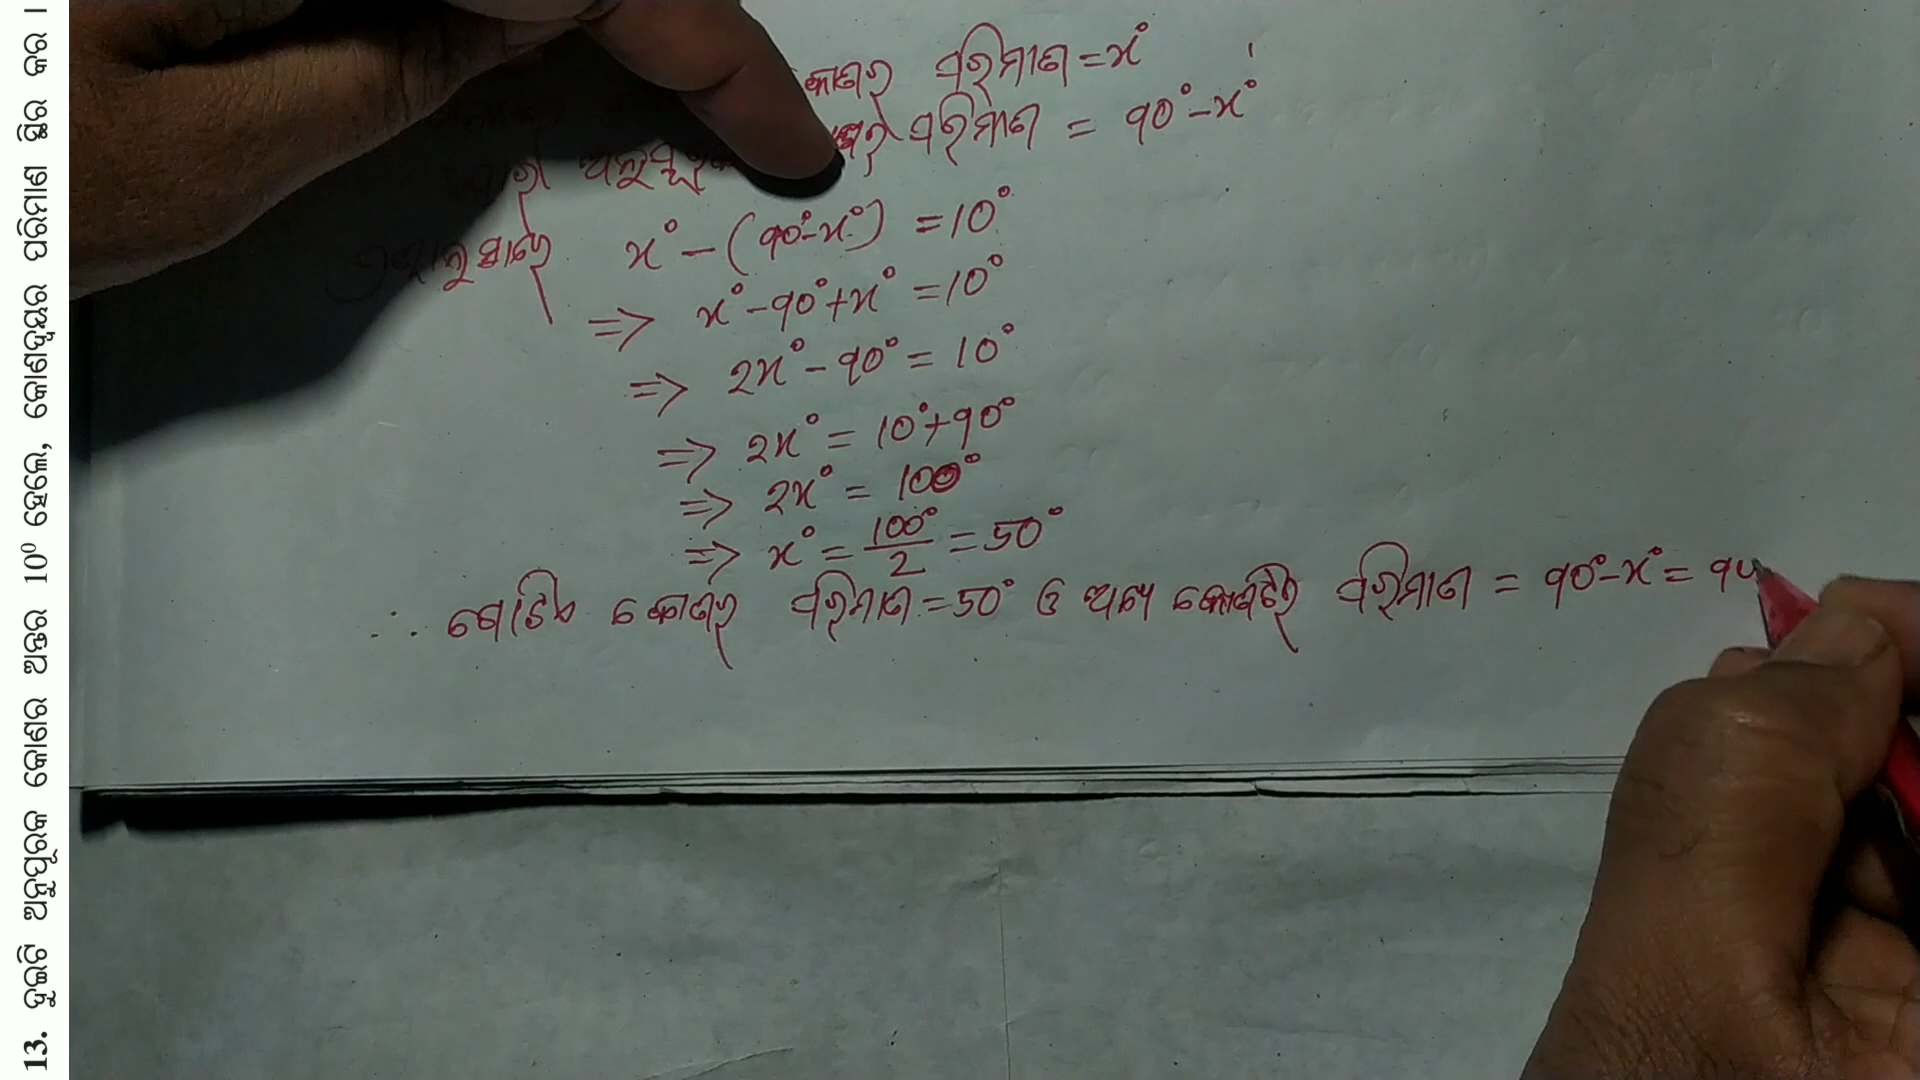 13. ଦୁଇଟି ଅନୁପୂରକ କୋଣର ଅନ୍ତର 10⁰ ହେଲେ, କୋଣଦ୍ୱୟର ପରିମାଣ ସ୍ଥିର କର ।
କୋଣର ପରିମାଣ = x°
ପରିମାଣ = 90° - x°
x° - (90° - x°) = 10°
⇒ x° - 90° + x° = 10°
⇒ 2x° - 90° = 10°
⇒ 2x° = 10° + 90°
⇒ 2x° = 100°
⇒ x° = 100°/2 = 50°
∴ ଗୋଟିଏ କୋଣର ପରିମାଣ = 50° ଓ ଅନ୍ୟ କୋଣଟିର ପରିମାଣ = 90° - x° = 90